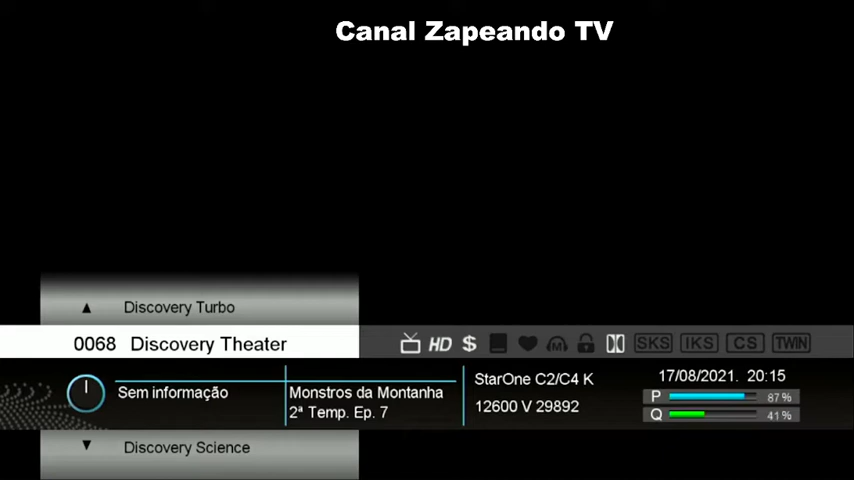 Canal Zapeando TV
▲ Discovery Turbo
0068 Discovery Theater HD $ SKS IKS CS TWIN
Sem informação
Monstros da Montanha
2ª Temp. Ep. 7
StarOne C2/C4 K
12600 V 29892
17/08/2021. 20:15
P 87%
Q 41%
▼ Discovery Science